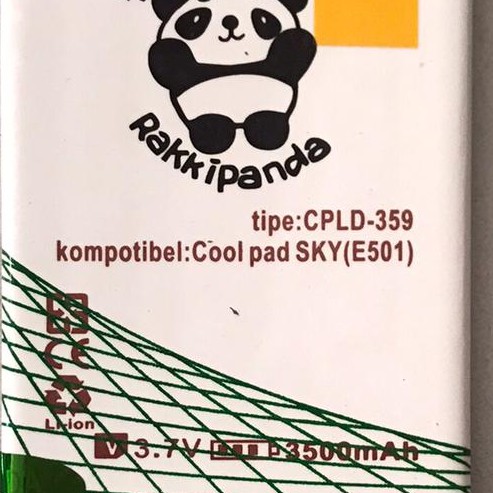 Rakkipanda
tipe:CPLD-359
kompotibel:Cool pad SKY(E501)
Li-ion
V 3.7V 3500mAh